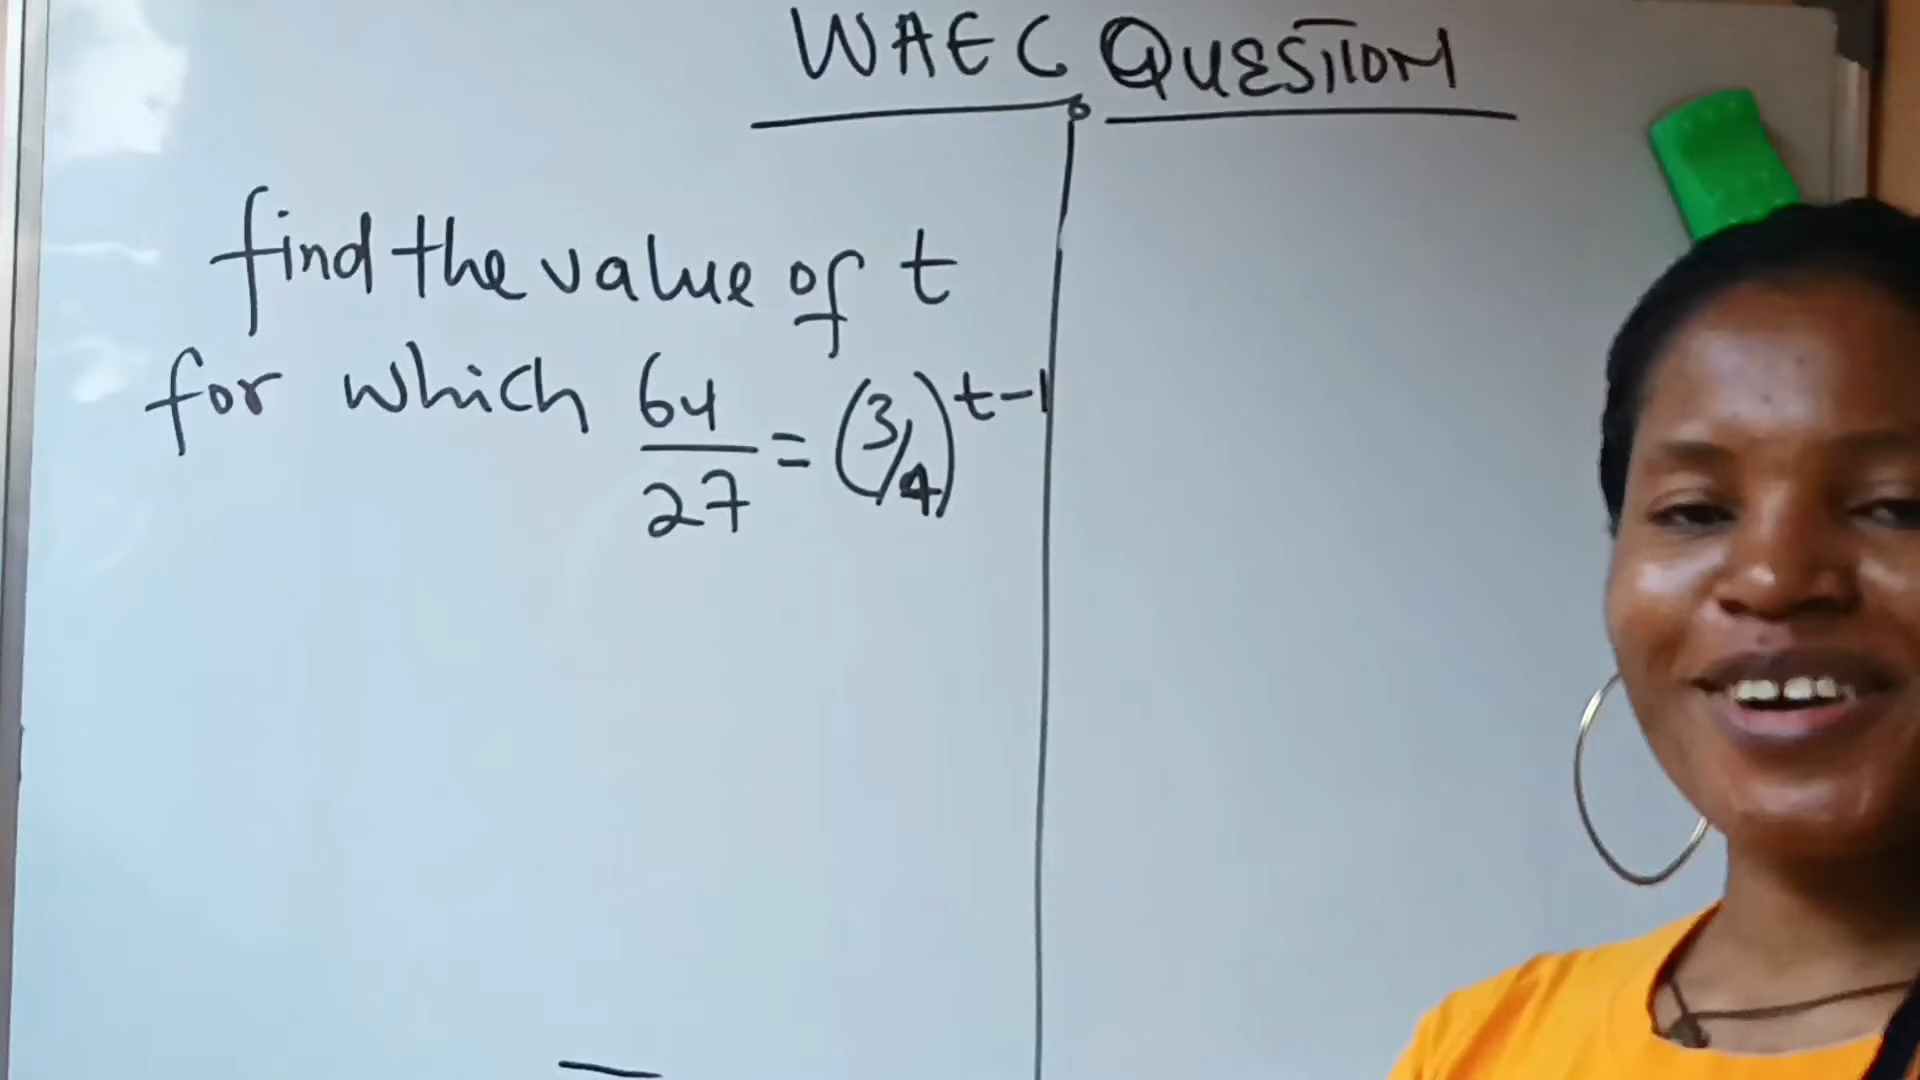 WAEC QUESTION
find the value of t
for which 64/27 = (3/4)^t-1